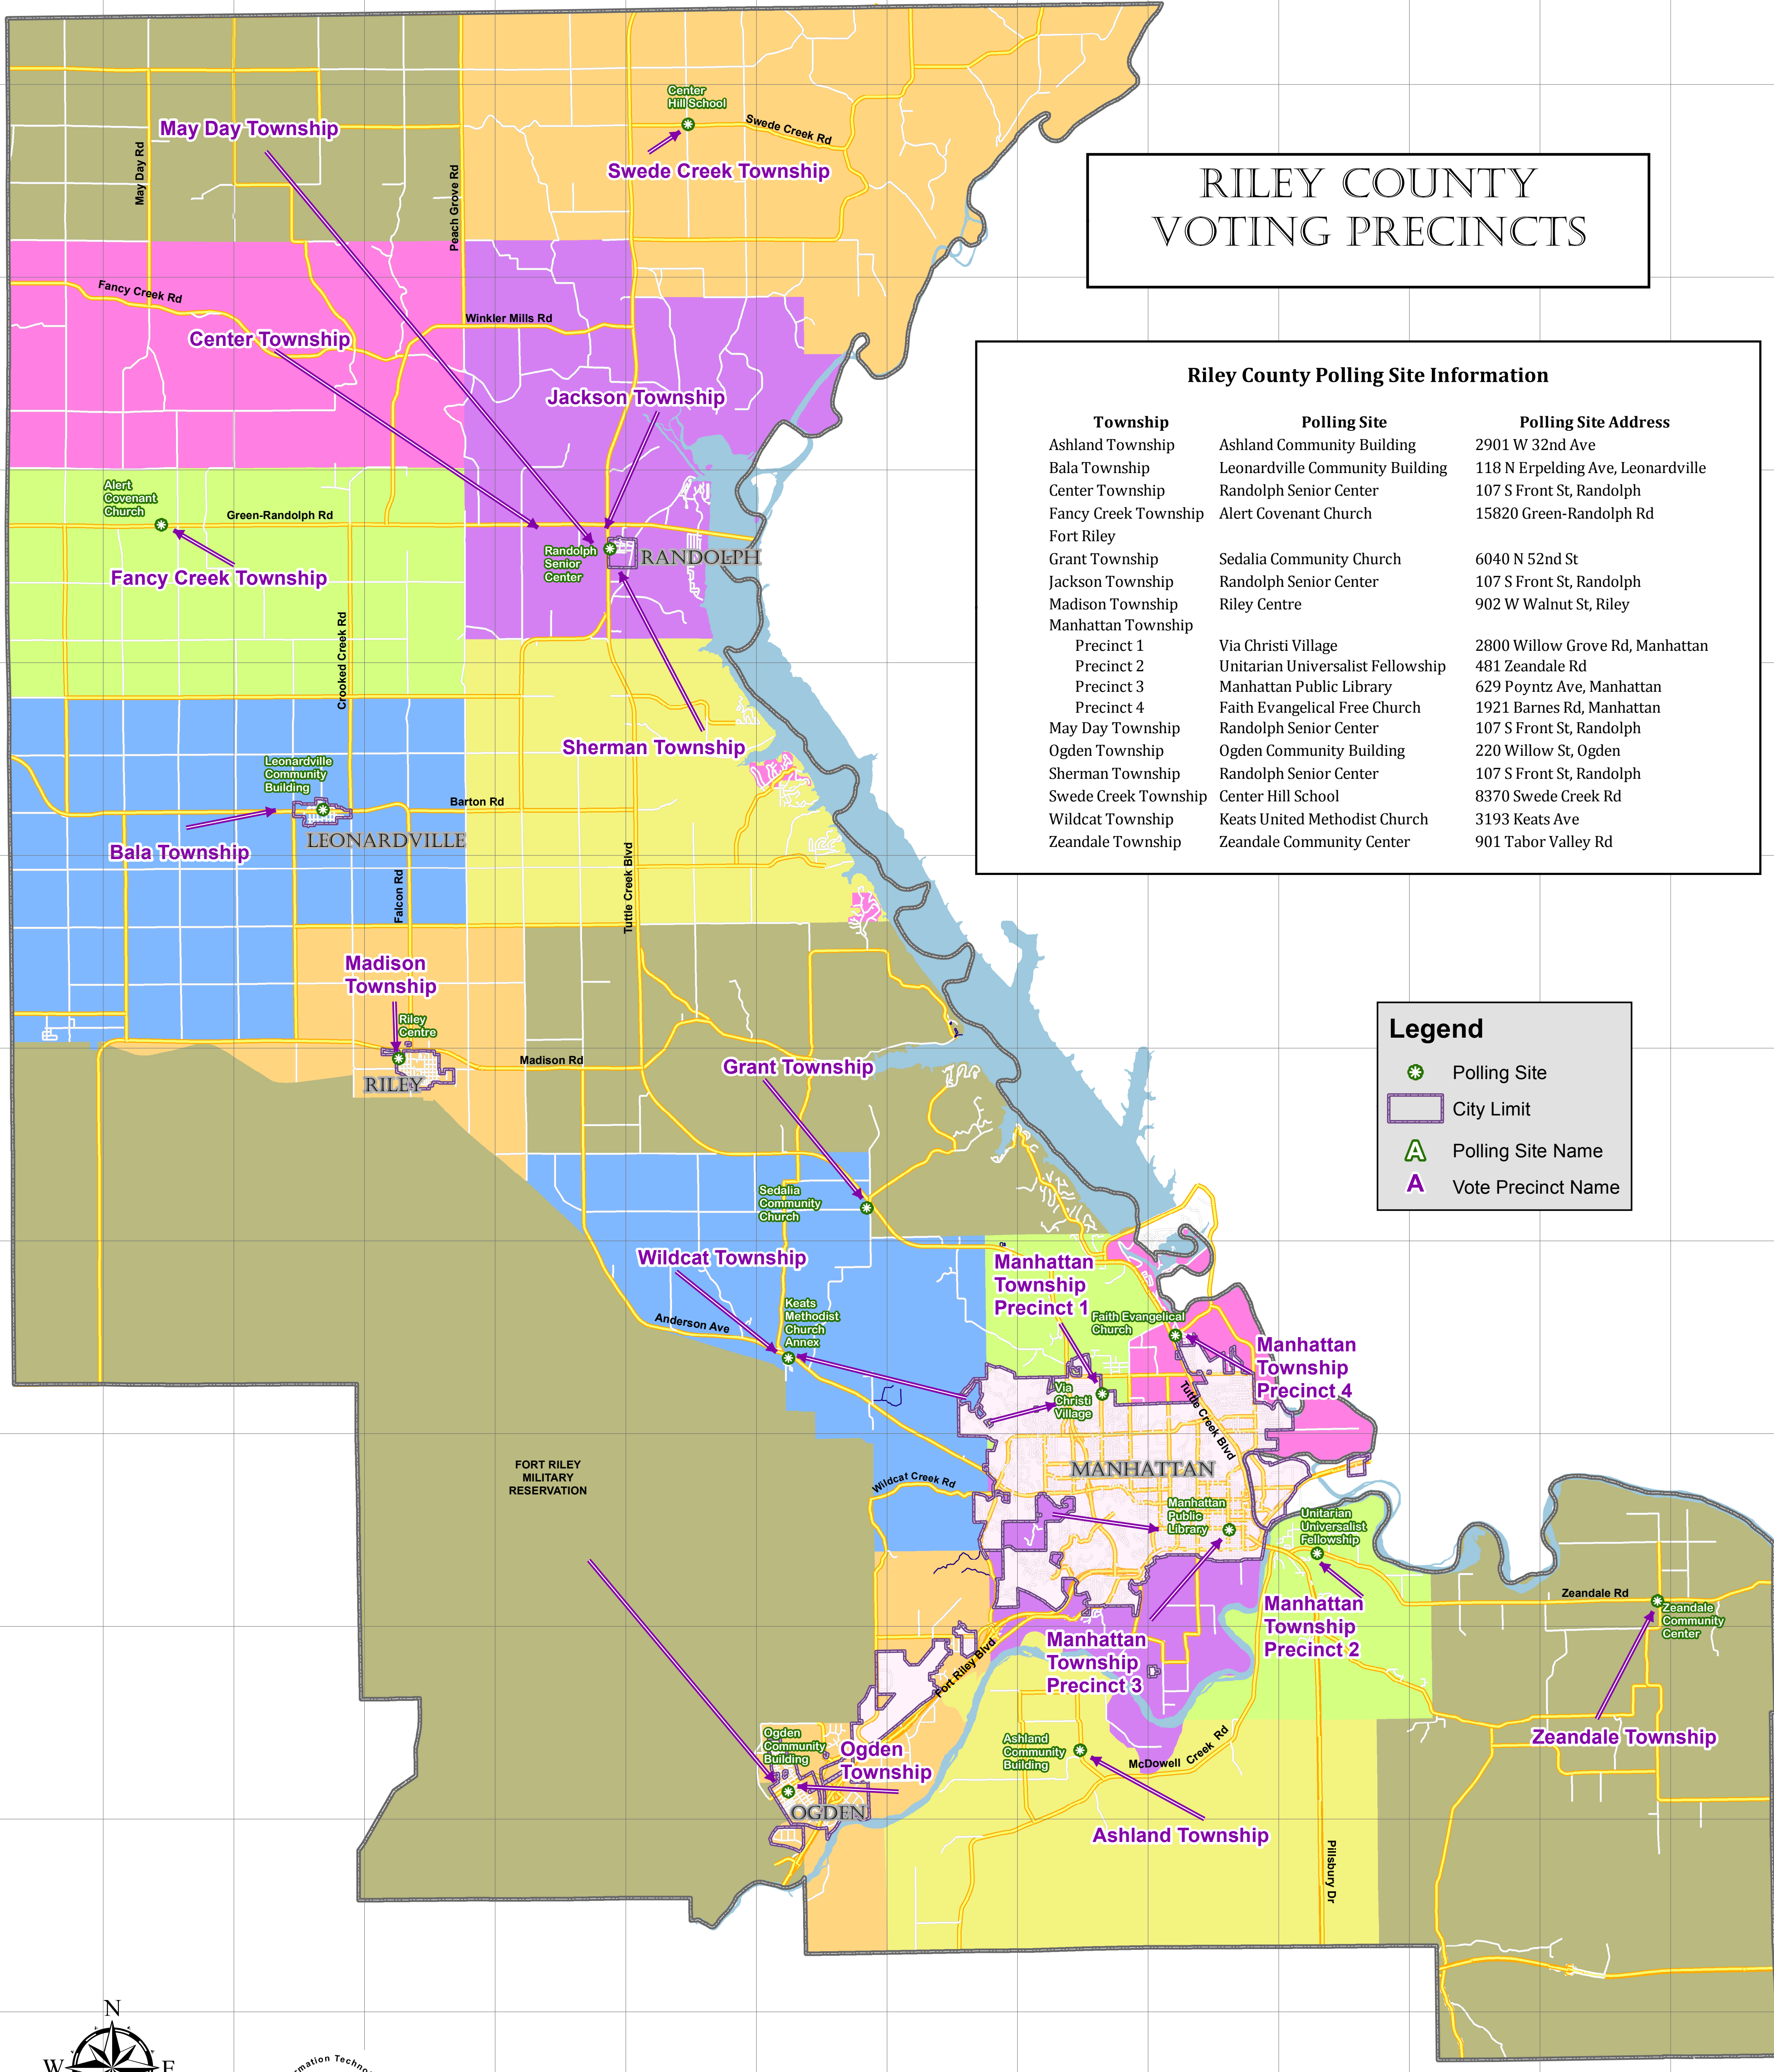 RILEY COUNTY
VOTING PRECINCTS
Riley County Polling Site Information
Township Polling Site Polling Site Address
Ashland Township Ashland Community Building 2901 W 32nd Ave
Bala Township Leonardville Community Building 118 N Erpelding Ave, Leonardville
Center Township Randolph Senior Center 107 S Front St, Randolph
Fancy Creek Township Alert Covenant Church 15820 Green-Randolph Rd
Fort Riley
Grant Township Sedalia Community Church 6040 N 52nd St
Jackson Township Randolph Senior Center 107 S Front St, Randolph
Madison Township Riley Centre 902 W Walnut St, Riley
Manhattan Township
Precinct 1 Via Christi Village 2800 Willow Grove Rd, Manhattan
Precinct 2 Unitarian Universalist Fellowship 481 Zeandale Rd
Precinct 3 Manhattan Public Library 629 Poyntz Ave, Manhattan
Precinct 4 Faith Evangelical Free Church 1921 Barnes Rd, Manhattan
May Day Township Randolph Senior Center 107 S Front St, Randolph
Ogden Township Ogden Community Building 220 Willow St, Ogden
Sherman Township Randolph Senior Center 107 S Front St, Randolph
Swede Creek Township Center Hill School 8370 Swede Creek Rd
Wildcat Township Keats United Methodist Church 3193 Keats Ave
Zeandale Township Zeandale Community Center 901 Tabor Valley Rd
Legend
Polling Site
City Limit
A Polling Site Name
A Vote Precinct Name
Center
Hill School
Swede Creek Rd
May Day Township
Swede Creek Township
May Day Rd
Peach Grove Rd
Fancy Creek Rd
Winkler Mills Rd
Center Township
Jackson Township
Alert
Covenant
Church
Green-Randolph Rd
Fancy Creek Township
Randolph
Senior
Center
RANDOLPH
Crooked Creek Rd
Sherman Township
Leonardville
Community
Building
Barton Rd
LEONARDVILLE
Bala Township
Falcon Rd
Tuttle Creek Blvd
Madison
Township
Riley
Centre
Madison Rd
RILEY
Grant Township
Sedalia
Community
Church
Wildcat Township
Keats
Methodist
Church
Annex
Anderson Ave
Manhattan
Township
Precinct 1
Faith Evangelical
Church
Manhattan
Township
Precinct 4
Via
Christi
Village
Tuttle Creek Blvd
MANHATTAN
FORT RILEY
MILITARY
RESERVATION
Wildcat Creek Rd
Manhattan
Public
Library
Unitarian
Universalist
Fellowship
Zeandale Rd
Zeandale
Community
Center
Manhattan
Township
Precinct 2
Manhattan
Township
Precinct 3
Fort Riley Blvd
Zeandale Township
Ogden
Community
Building
Ogden
Township
OGDEN
Ashland
Community
Building
McDowell Creek Rd
Ashland Township
Pillsbury Dr
N
W E